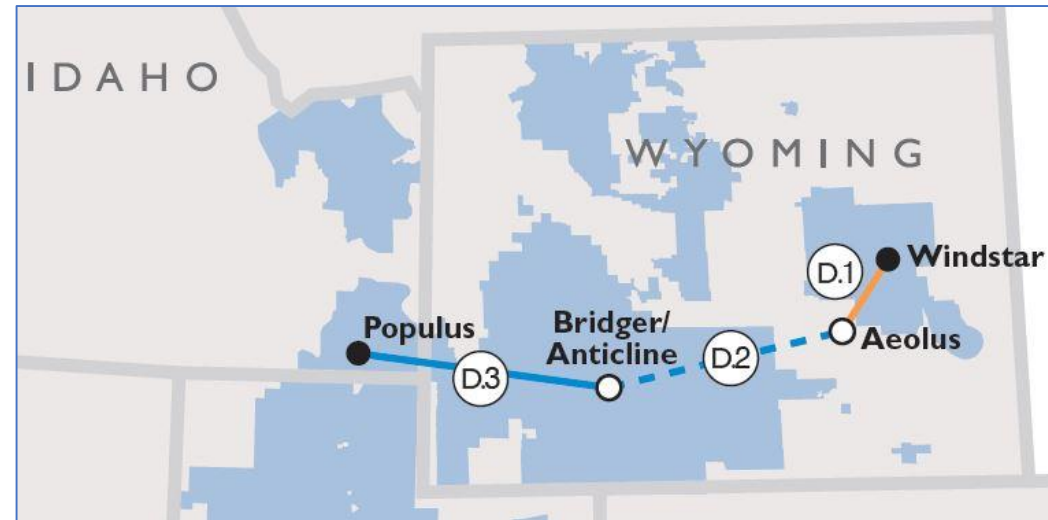 IDAHO
WYOMING
D.1
Windstar
Populus
Bridger/
Anticline
D.2
Aeolus
D.3